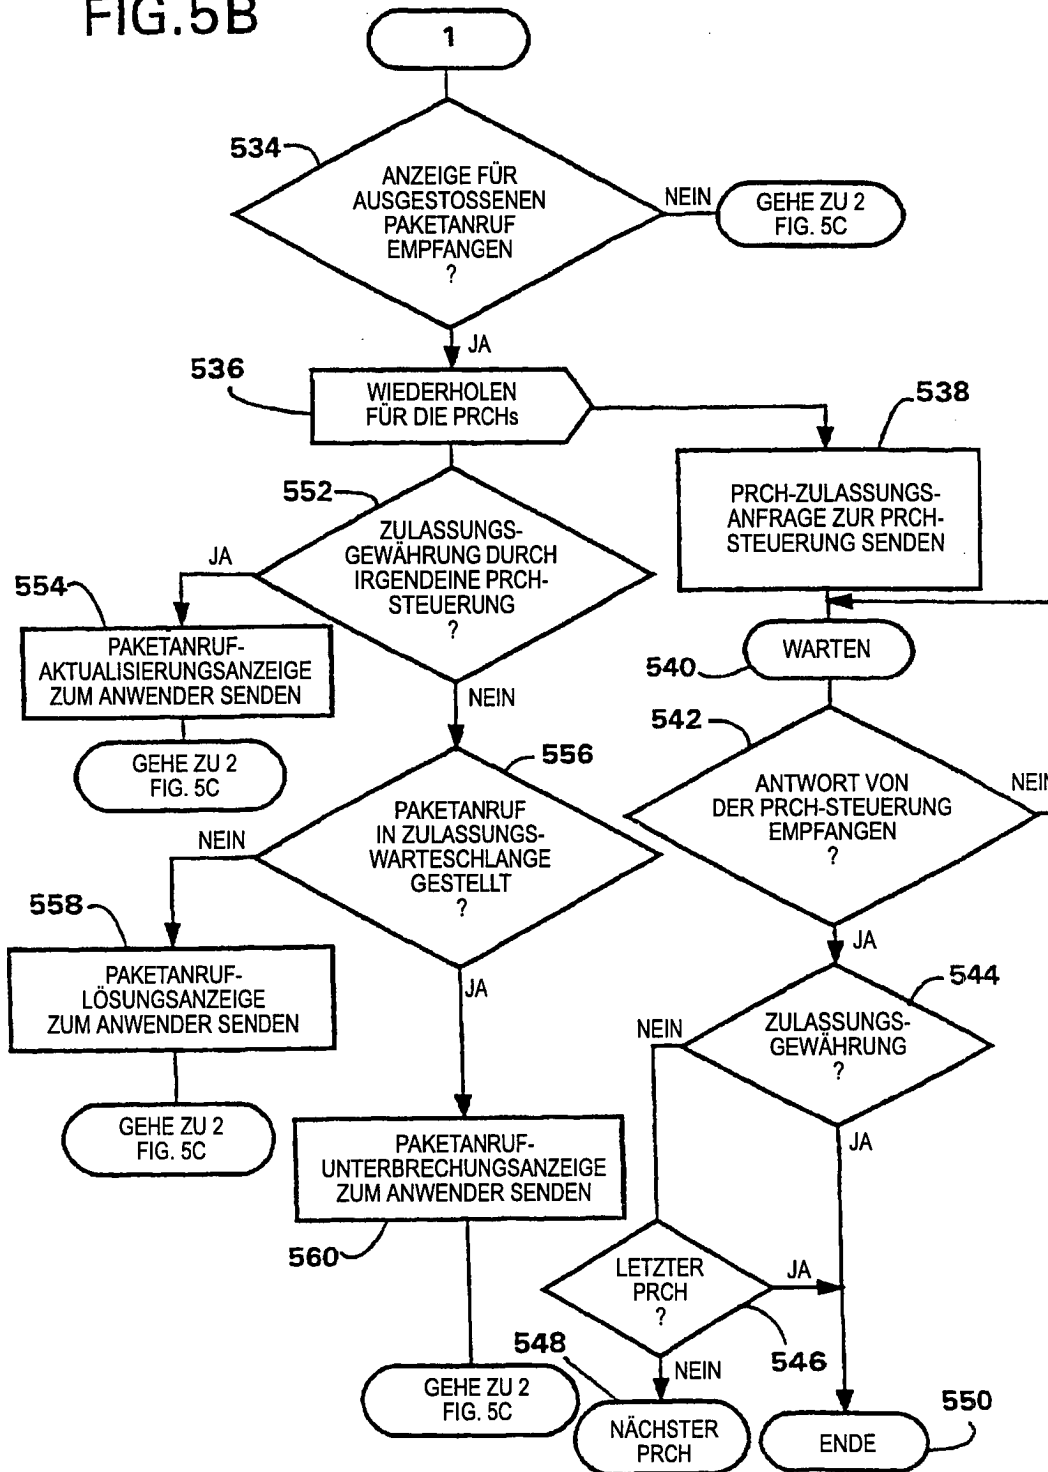 FIG.5B
1
534
ANZEIGE FÜR
AUSGESTOSSENEN
PAKETANRUF
EMPFANGEN
?
NEIN
GEHE ZU 2
FIG. 5C
JA
536
WIEDERHOLEN
FÜR DIE PRCHs
538
PRCH-ZULASSUNGS-
ANFRAGE ZUR PRCH-
STEUERUNG SENDEN
552
ZULASSUNGS-
GEWÄHRUNG DURCH
IRGENDEINE PRCH-
STEUERUNG
?
JA
554
PAKETANRUF-
AKTUALISIERUNGSANZEIGE
ZUM ANWENDER SENDEN
GEHE ZU 2
FIG. 5C
NEIN
540
WARTEN
542
ANTWORT VON
DER PRCH-STEUERUNG
EMPFANGEN
?
NEIN
JA
556
PAKETANRUF
IN ZULASSUNGS-
WARTESCHLANGE
GESTELLT
?
NEIN
558
PAKETANRUF-
LÖSUNGSANZEIGE
ZUM ANWENDER SENDEN
GEHE ZU 2
FIG. 5C
JA
544
ZULASSUNGS-
GEWÄHRUNG
?
NEIN
JA
PAKETANRUF-
UNTERBRECHUNGSANZEIGE
ZUM ANWENDER SENDEN
560
GEHE ZU 2
FIG. 5C
LETZTER
PRCH
?
JA
546
NEIN
548
NÄCHSTER
PRCH
ENDE
550